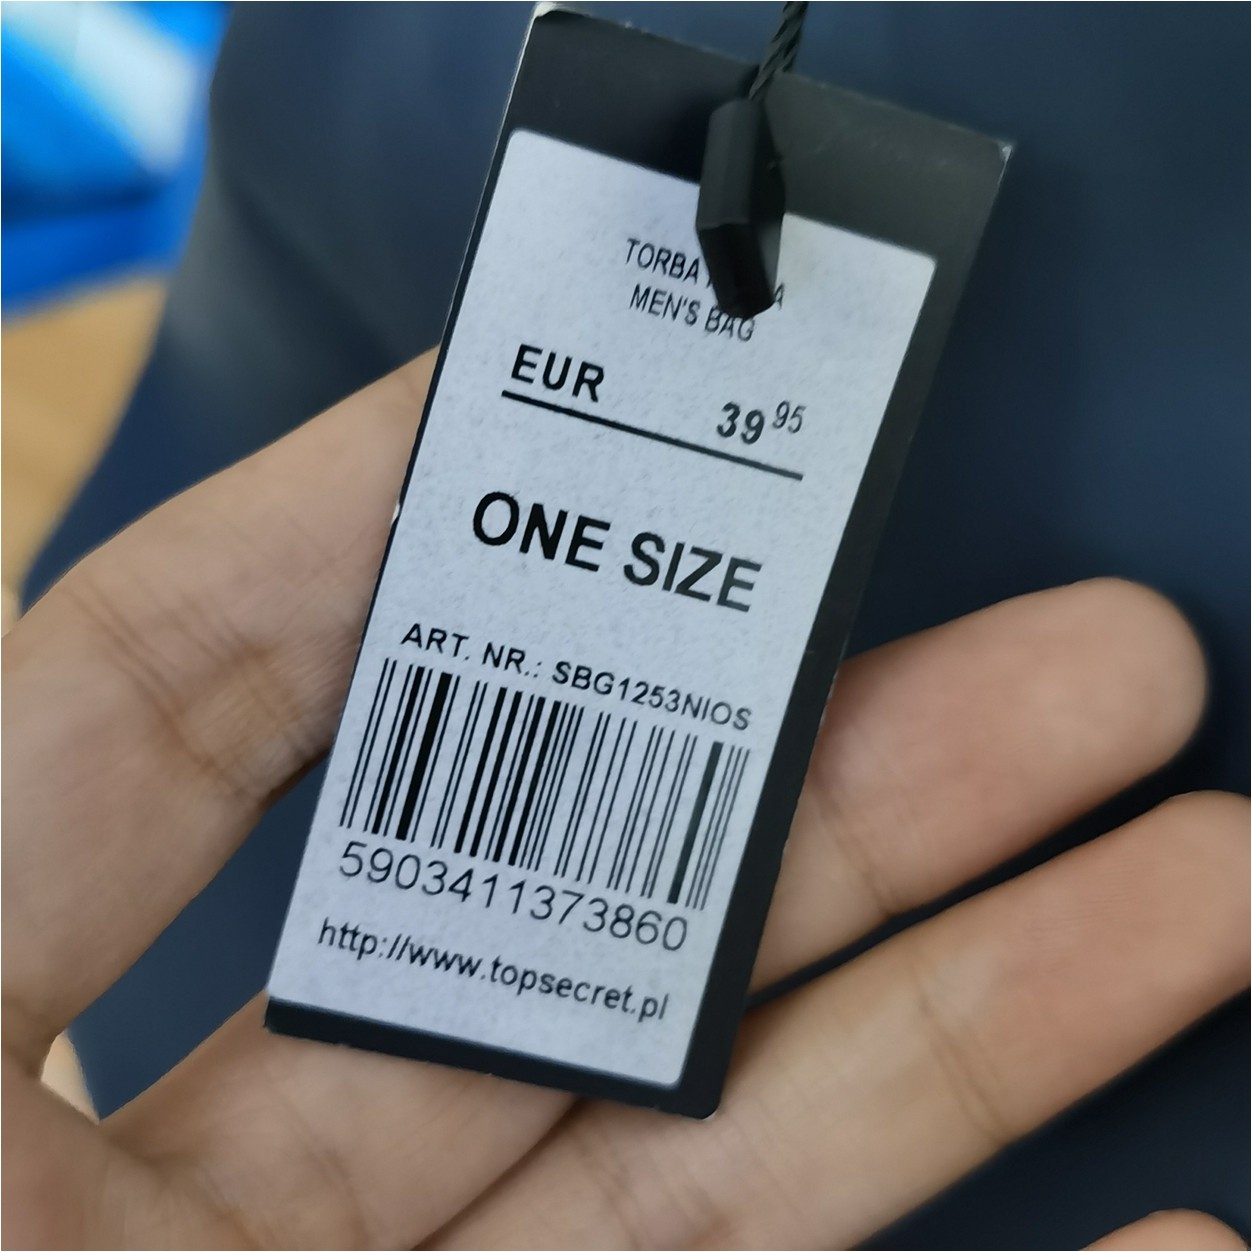 TORBA
MEN'S BAG
EUR 39 95
ONE SIZE
ART. NR.: SBG1253NIOS
5903411373860
http://www.topsecret.pl